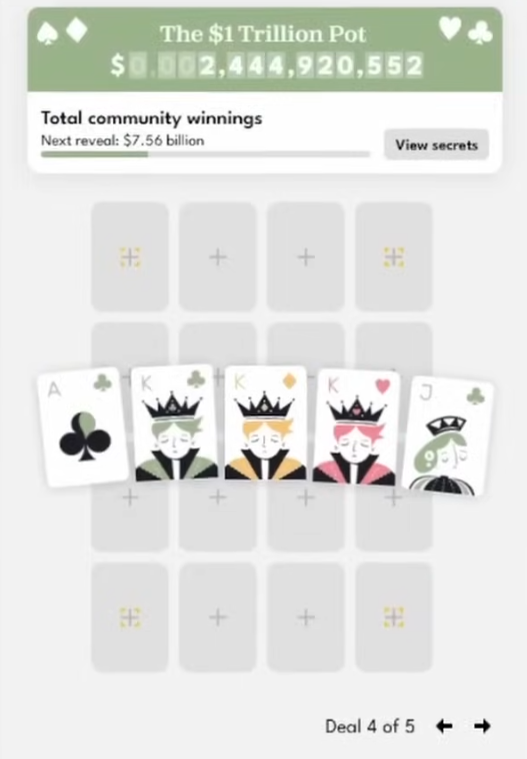 The $1 Trillion Pot
$0,002,444,920,552
Total community winnings
Next reveal: $7.56 billion
View secrets
A
K
K
K
J
Deal 4 of 5